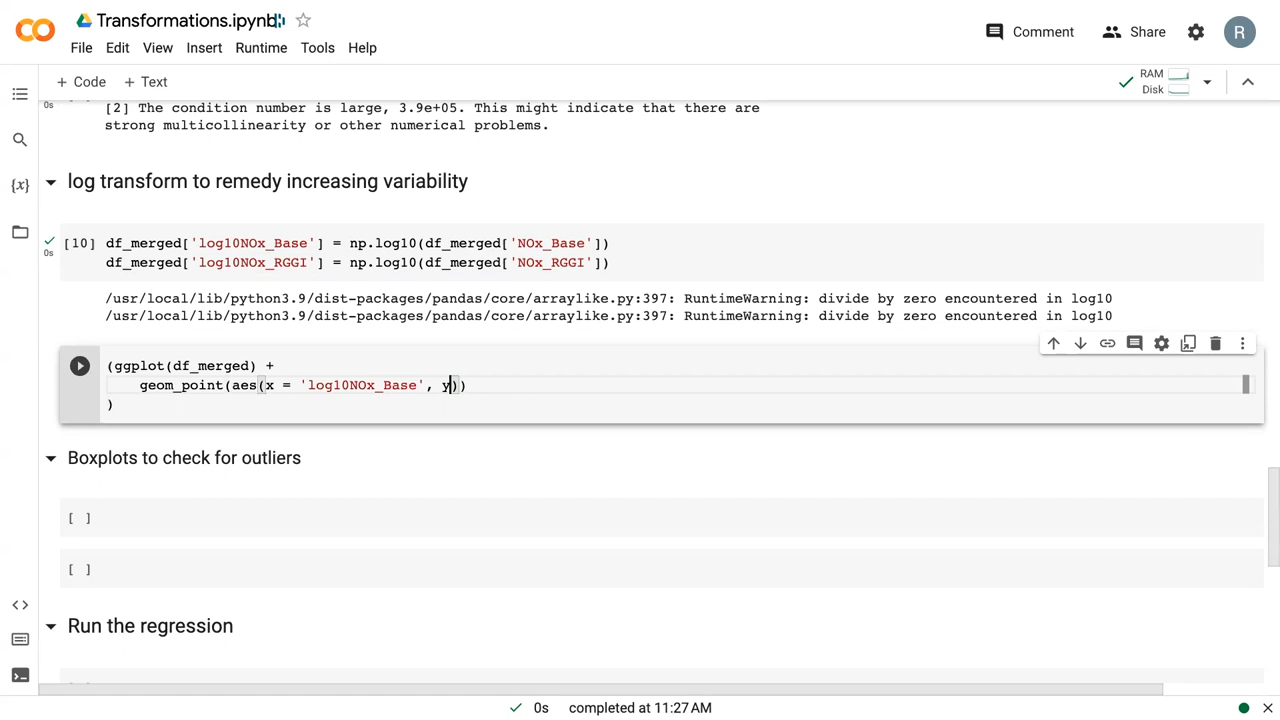 Transformations.ipynb
File Edit View Insert Runtime Tools Help
Comment
Share
R
+ Code + Text
RAM
Disk
0s
[2] The condition number is large, 3.9e+05. This might indicate that there are
strong multicollinearity or other numerical problems.
log transform to remedy increasing variability
[10] df_merged['log10NOx_Base'] = np.log10(df_merged['NOx_Base'])
0s
df_merged['log10NOx_RGGI'] = np.log10(df_merged['NOx_RGGI'])
/usr/local/lib/python3.9/dist-packages/pandas/core/arraylike.py:397: RuntimeWarning: divide by zero encountered in log10
/usr/local/lib/python3.9/dist-packages/pandas/core/arraylike.py:397: RuntimeWarning: divide by zero encountered in log10
(ggplot(df_merged) +
geom_point(aes(x = 'log10NOx_Base', y))
)
Boxplots to check for outliers
[ ]
[ ]
Run the regression
0s completed at 11:27 AM